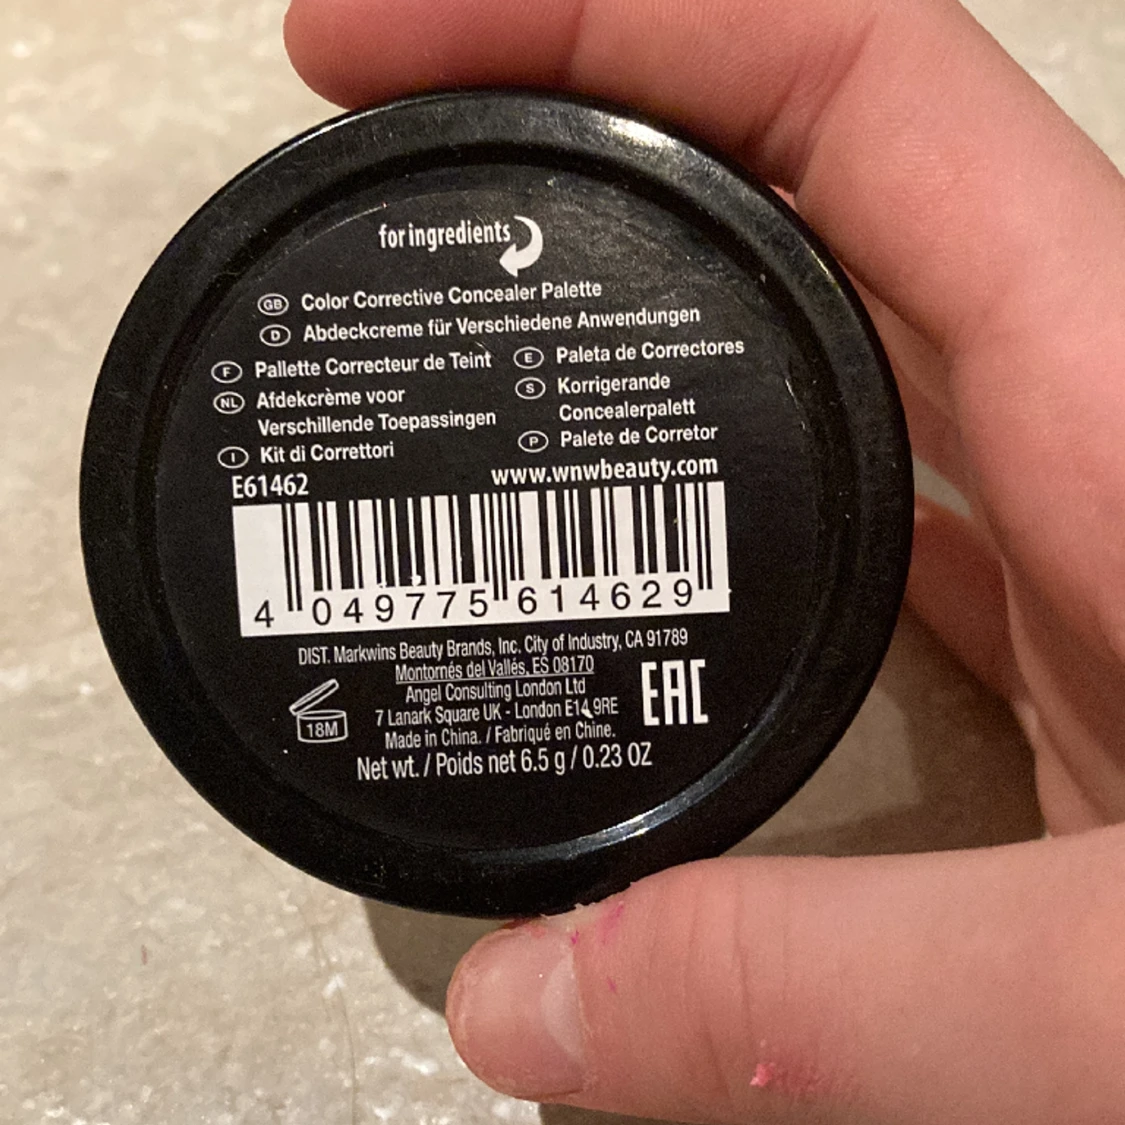 for ingredients
GB Color Corrective Concealer Palette
D Abdeckcreme für Verschiedene Anwendungen
F Pallette Correcteur de Teint
NL Afdekcrème voor
Verschillende Toepassingen
I Kit di Correttori
E Paleta de Correctores
S Korrigerande
Concealerpalett
P Palete de Corretor
E61462
www.wnwbeauty.com
4 049775 614629
DIST. Markwins Beauty Brands, Inc. City of Industry, CA 91789
Montornés del Vallés, ES 08170
Angel Consulting London Ltd
7 Lanark Square UK - London E14 9RE
Made in China. / Fabriqué en Chine.
Net wt. / Poids net 6.5 g / 0.23 OZ
18M
EAC